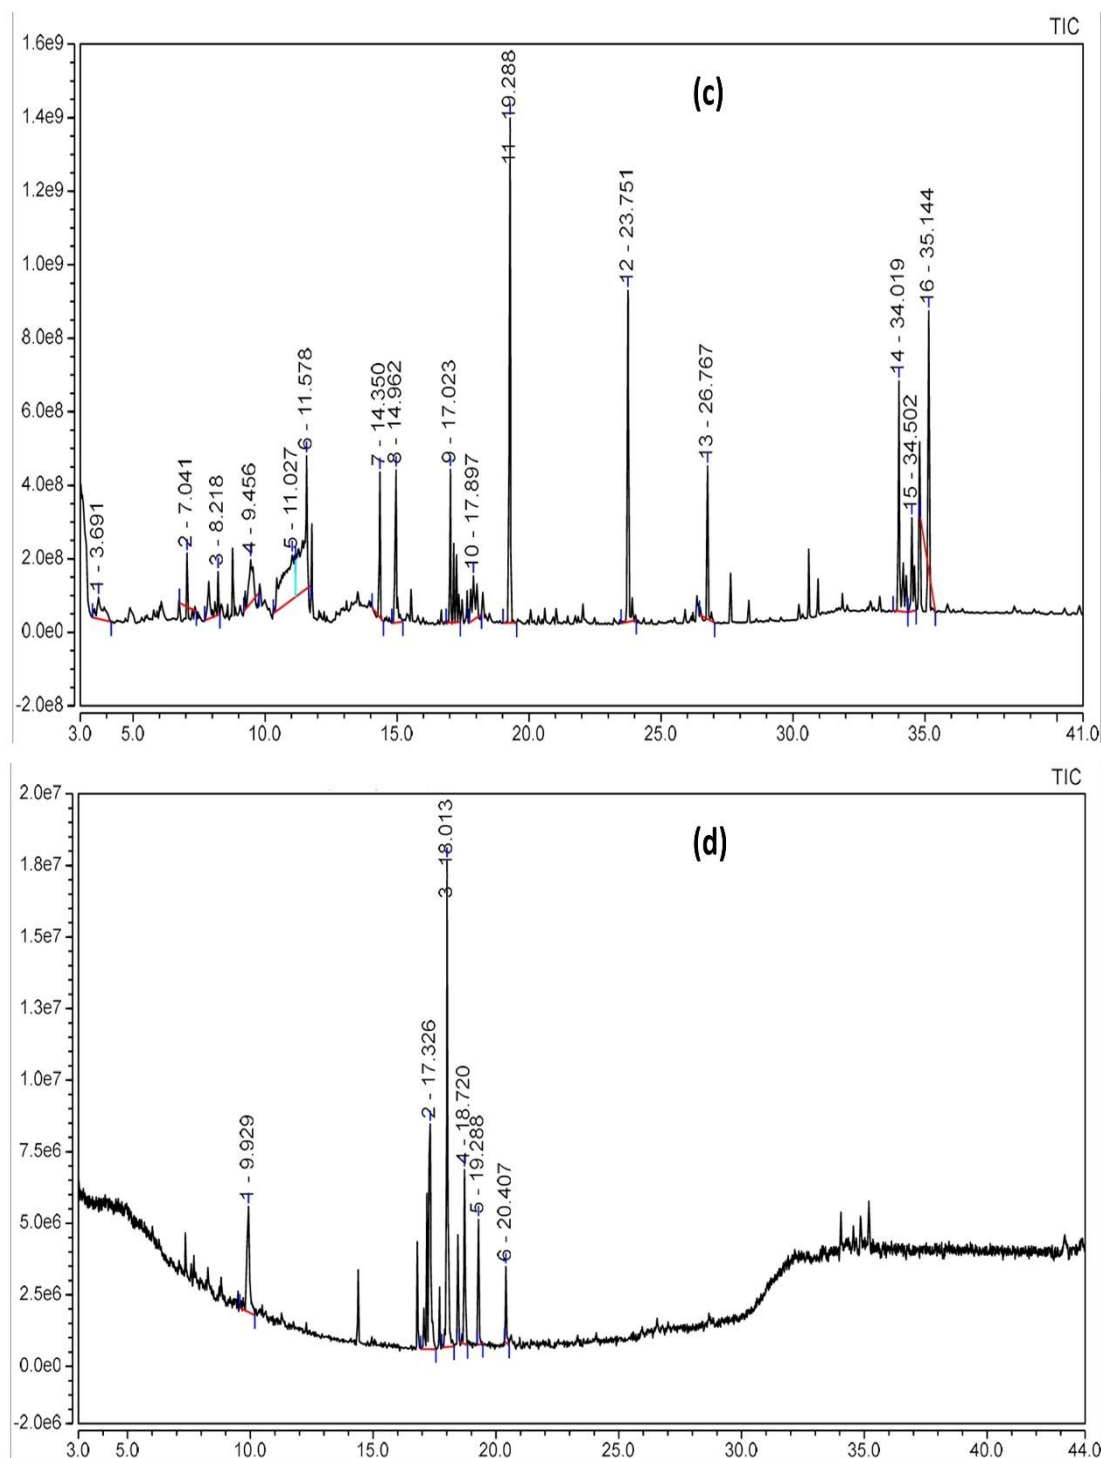 TIC
(c)
1.6e9
1.4e9
1.2e9
1.0e9
8.0e8
6.0e8
4.0e8
2.0e8
0.0e0
-2.0e8
1 - 3.691
2 - 7.041
3 - 8.218
4 - 9.456
5 - 11.027
6 - 11.578
7 - 14.350
8 - 14.962
9 - 17.023
10 - 17.897
11 - 19.288
12 - 23.751
13 - 26.767
14 - 34.019
15 - 34.502
16 - 35.144
3.0 5.0 10.0 15.0 20.0 25.0 30.0 35.0 41.0
TIC
(d)
2.0e7
1.8e7
1.5e7
1.3e7
1.0e7
7.5e6
5.0e6
2.5e6
0.0e0
-2.0e6
1 - 9.929
2 - 17.326
3 - 18.013
4 - 18.720
5 - 19.288
6 - 20.407
3.0 5.0 10.0 15.0 20.0 25.0 30.0 35.0 40.0 44.0